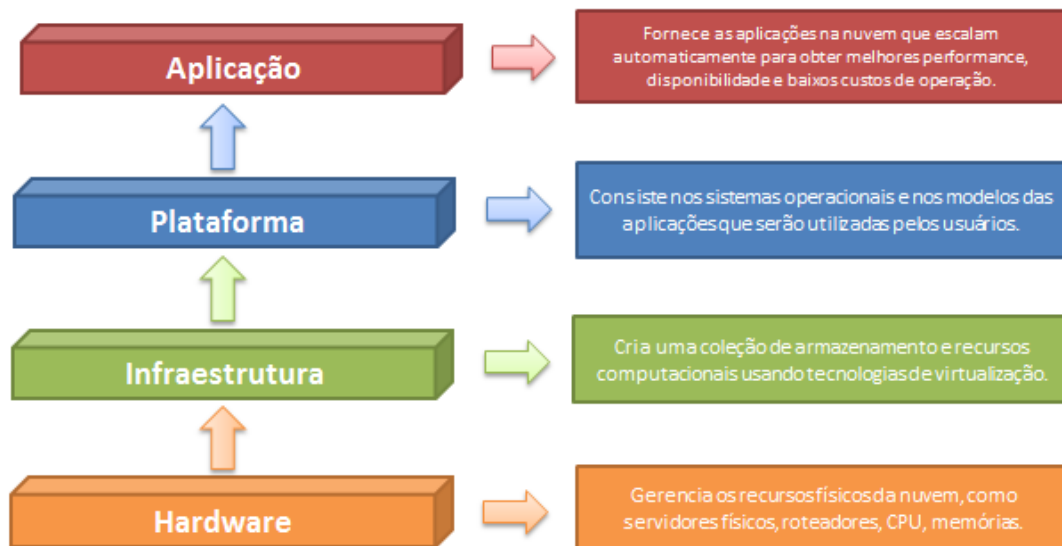 Aplicação
Fornece as aplicações na nuvem que escalam
automaticamente para obter melhores performance,
disponibilidade e baixos custos de operação.
Plataforma
Consiste nos sistemas operacionais e nos modelos das
aplicações que serão utilizadas pelos usuários.
Infraestrutura
Cria uma coleção de armazenamento e recursos
computacionais usando tecnologias de virtualização.
Hardware
Gerencia os recursos físicos da nuvem, como
servidores físicos, roteadores, CPU, memórias.